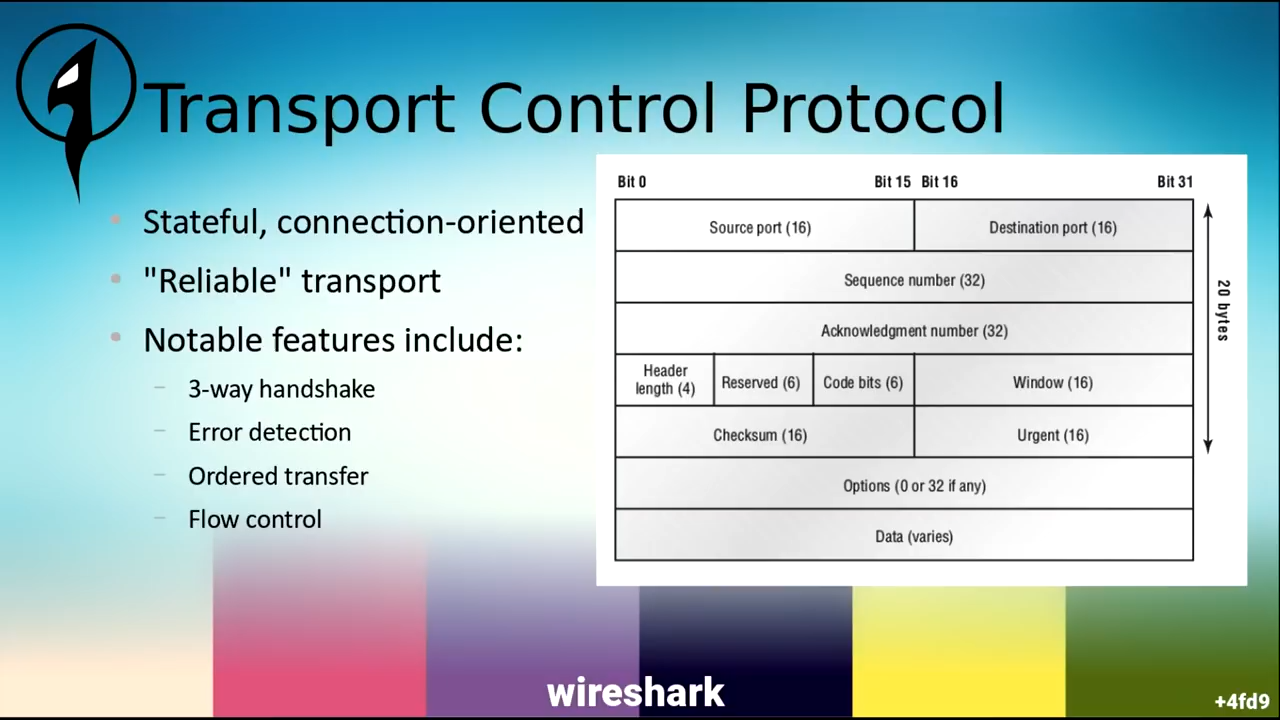 Transport Control Protocol
Stateful, connection-oriented
"Reliable" transport
Notable features include:
3-way handshake
Error detection
Ordered transfer
Flow control
Bit 0 Bit 15 Bit 16 Bit 31
Source port (16) Destination port (16)
Sequence number (32)
20 bytes
Acknowledgment number (32)
Header
length (4) Reserved (6) Code bits (6) Window (16)
Checksum (16) Urgent (16)
Options (0 or 32 if any)
Data (varies)
wireshark
+4fd9